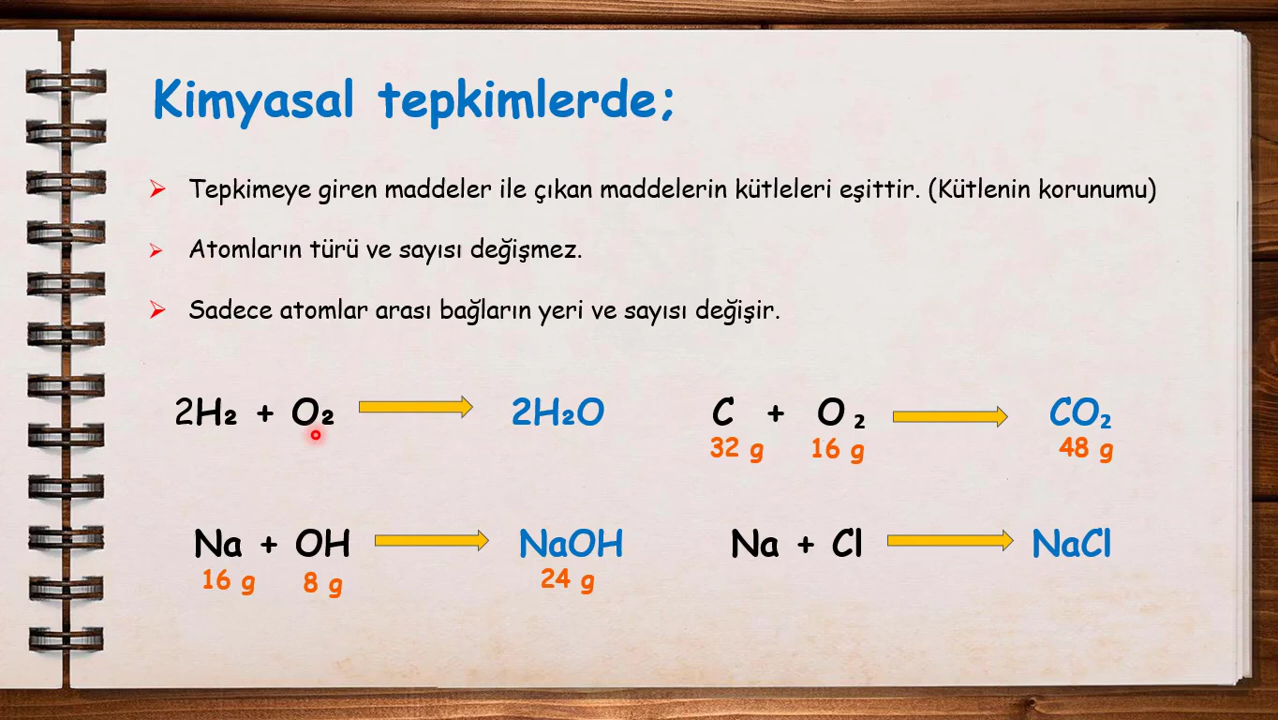 Kimyasal tepkimlerde;
Tepkimeye giren maddeler ile çıkan maddelerin kütleleri eşittir. (Kütlenin korunumu)
Atomların türü ve sayısı değişmez.
Sadece atomlar arası bağların yeri ve sayısı değişir.
2H₂ + O₂ 2H₂O
C + O₂ CO₂
32 g 16 g 48 g
Na + OH NaOH
16 g 8 g 24 g
Na + Cl NaCl